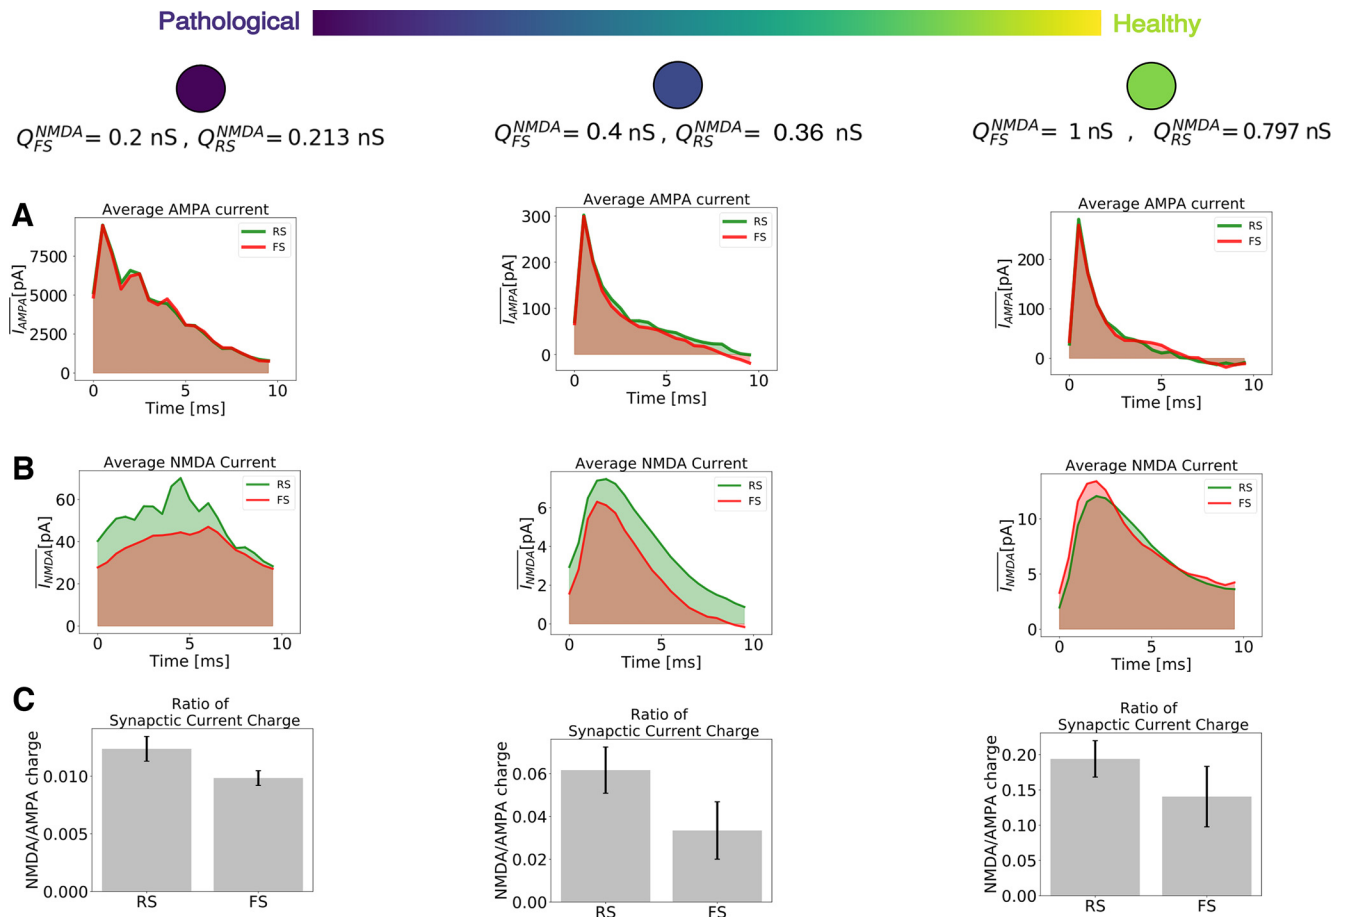 Pathological Healthy
Q_FS^NMDA = 0.2 nS , Q_RS^NMDA = 0.213 nS
Q_FS^NMDA = 0.4 nS , Q_RS^NMDA = 0.36 nS
Q_FS^NMDA = 1 nS , Q_RS^NMDA = 0.797 nS
A
Average AMPA current
RS
FS
7500
5000
2500
0
I_AMPA[pA]
0 5 10
Time [ms]
Average AMPA current
RS
FS
300
200
100
0
I_AMPA[pA]
0 5 10
Time [ms]
Average AMPA current
RS
FS
200
100
0
I_AMPA[pA]
0 5 10
Time [ms]
B
Average NMDA Current
RS
FS
60
40
20
0
I_NMDA[pA]
0 5 10
Time [ms]
Average NMDA Current
RS
FS
6
4
2
0
I_NMDA[pA]
0 5 10
Time [ms]
Average NMDA Current
RS
FS
10
5
0
I_NMDA[pA]
0 5 10
Time [ms]
C
Ratio of
Synapctic Current Charge
NMDA/AMPA charge
0.010
0.005
0.000
RS FS
Ratio of
Synapctic Current Charge
NMDA/AMPA charge
0.06
0.04
0.02
0.00
RS FS
Ratio of
Synapctic Current Charge
NMDA/AMPA charge
0.20
0.15
0.10
0.05
0.00
RS FS